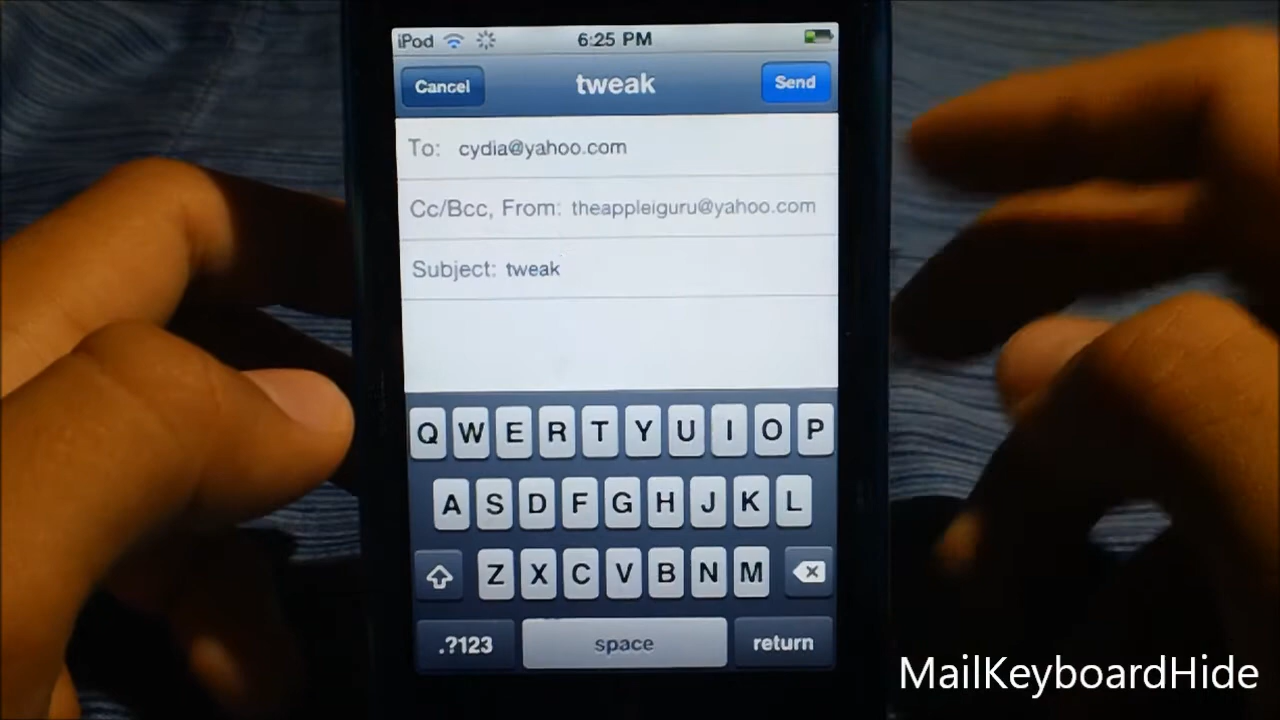 iPod 6:25 PM
Cancel tweak Send
To: cydia@yahoo.com
Cc/Bcc, From: theappleiguru@yahoo.com
Subject: tweak
Q W E R T Y U I O P
A S D F G H J K L
Z X C V B N M
.?123 space return
MailKeyboardHide